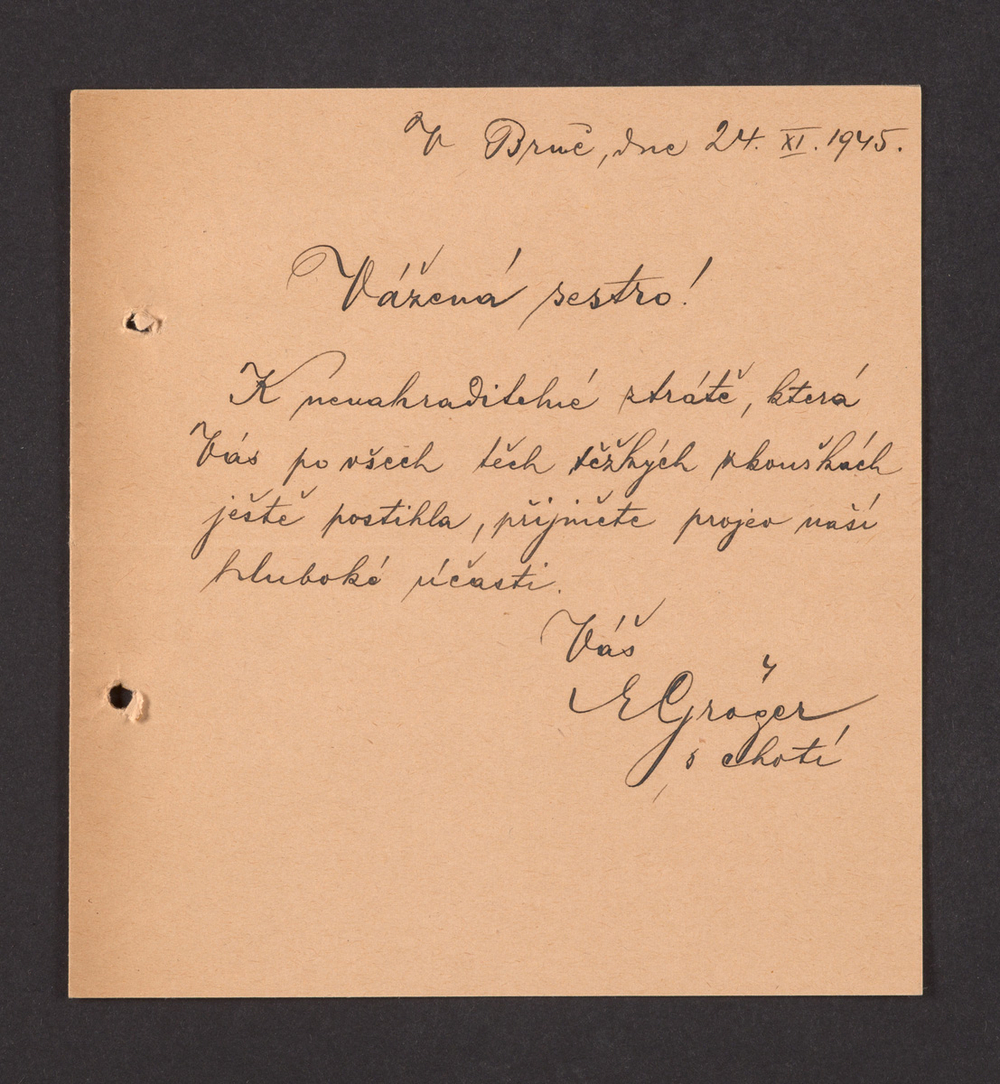 V Brně, dne 24. XI. 1945.
Vážená sestro!
K nenahraditelné ztrátě, která
Vás po všech těch těžkých zkouškách
ještě postihla, přijměte projev naší
hluboké účasti.
Váš
EGröger
s chotí